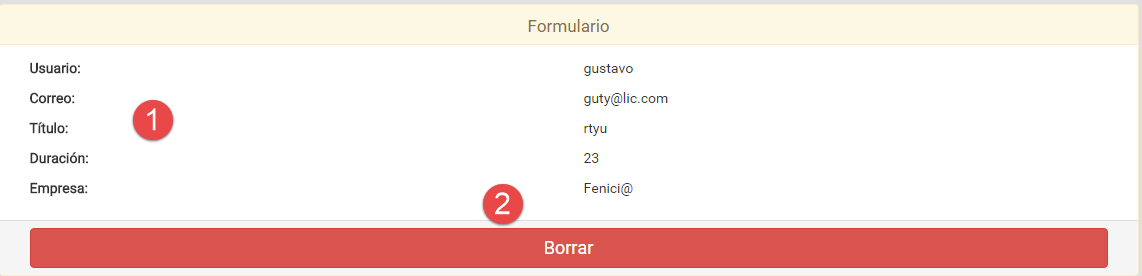 Formulario
Usuario: gustavo
Correo: guty@lic.com
1
Título: rtyu
Duración: 23
Empresa: Fenici@
2
Borrar